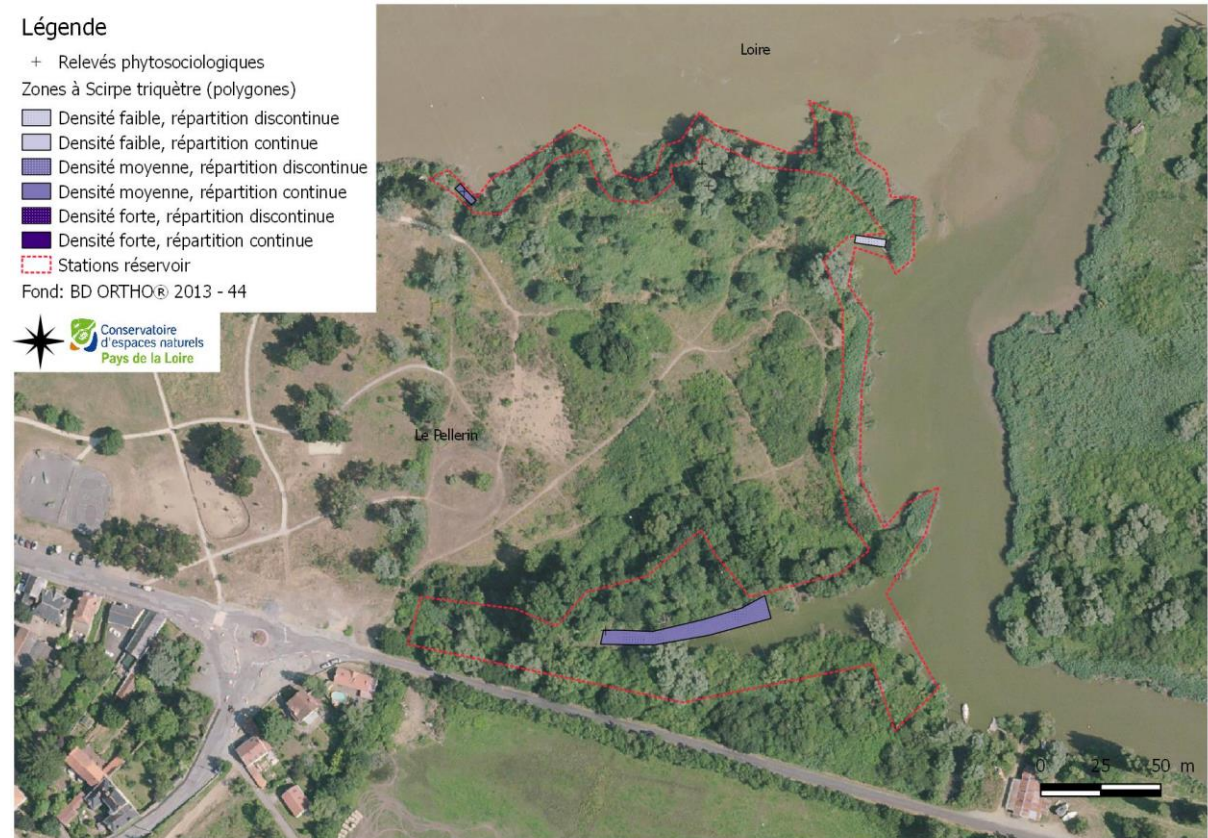 Légende
+ Relevés phytosociologiques
Zones à Scirpe triquètre (polygones)
Densité faible, répartition discontinue
Densité faible, répartition continue
Densité moyenne, répartition discontinue
Densité moyenne, répartition continue
Densité forte, répartition discontinue
Densité forte, répartition continue
Stations réservoir
Fond: BD ORTHO® 2013 - 44
Conservatoire
d'espaces naturels
Pays de la Loire
Loire
Le Pellerin
0 25 50 m